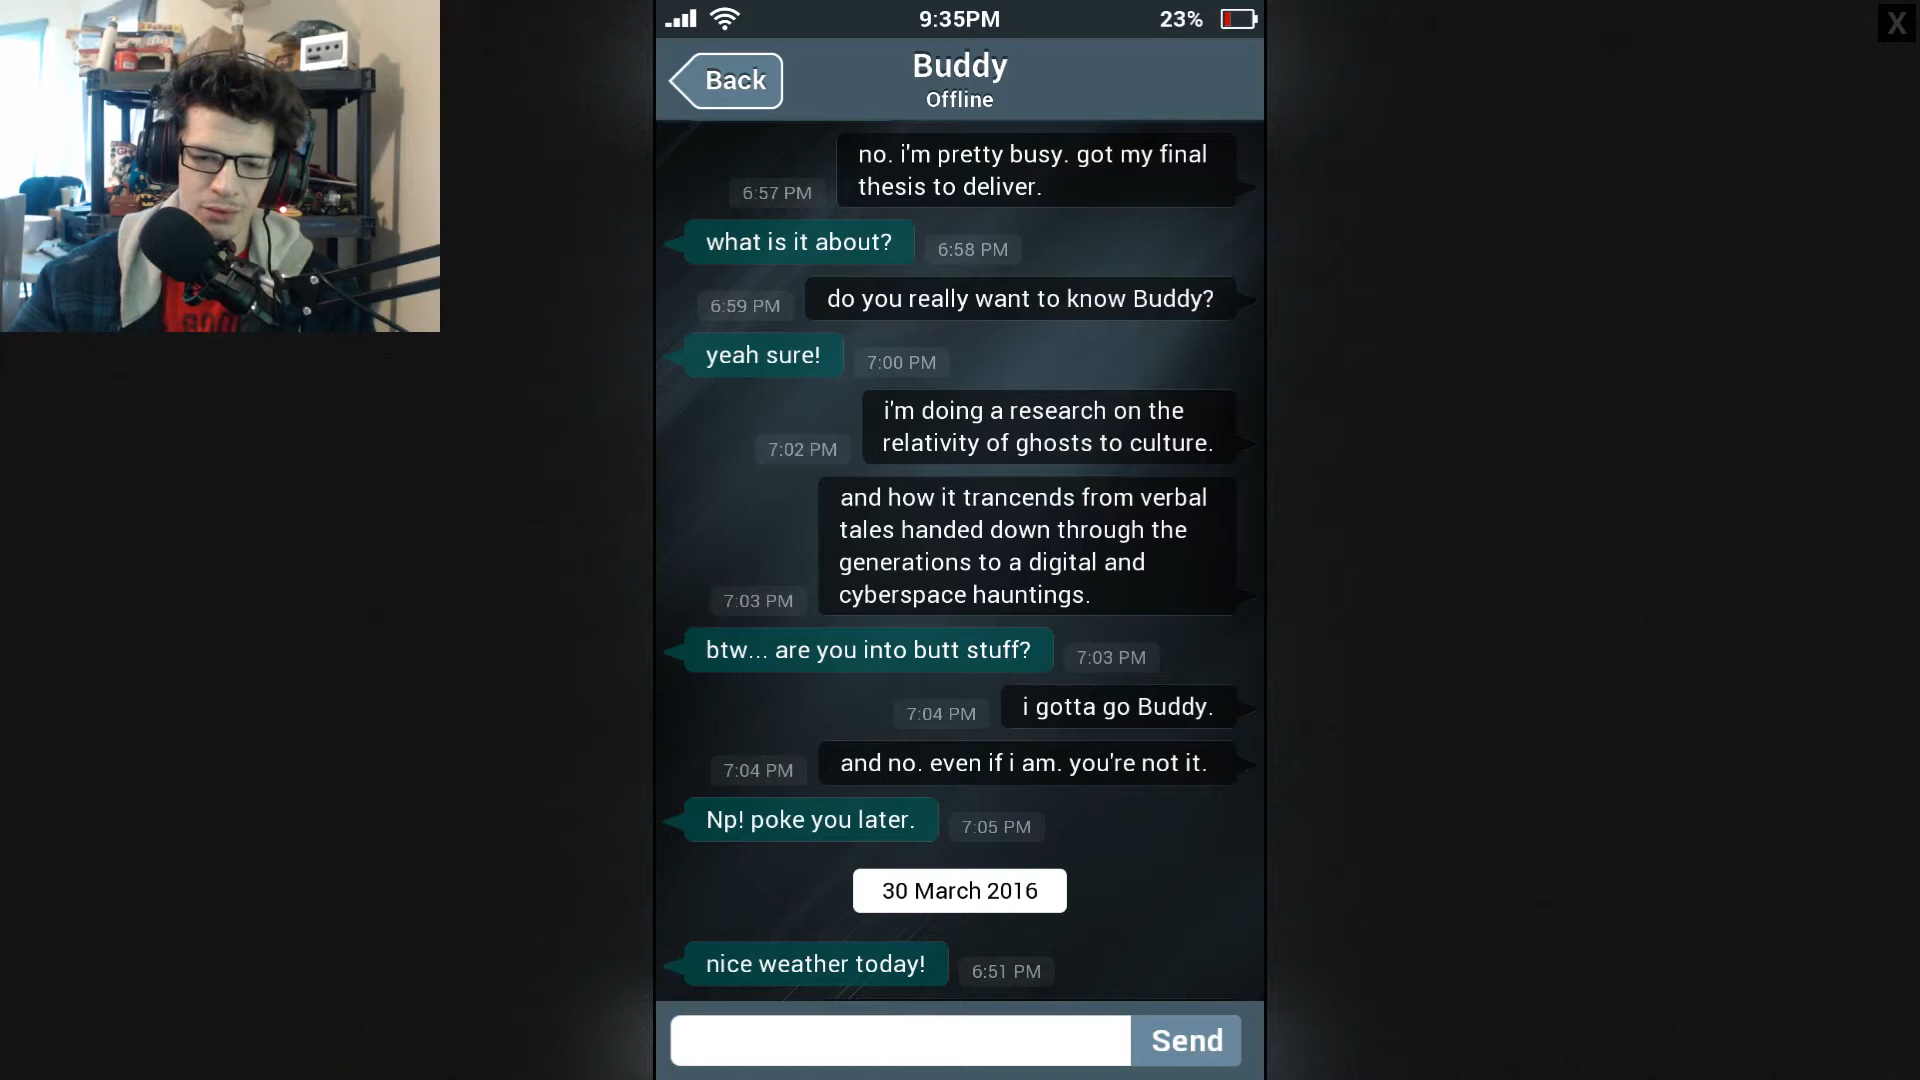 9:35PM
23%
X
Back
Buddy
Offline
no. i'm pretty busy. got my final
thesis to deliver.
6:57 PM
what is it about?
6:58 PM
do you really want to know Buddy?
6:59 PM
yeah sure!
7:00 PM
i'm doing a research on the
relativity of ghosts to culture.
7:02 PM
and how it trancends from verbal
tales handed down through the
generations to a digital and
cyberspace hauntings.
7:03 PM
btw... are you into butt stuff?
7:03 PM
i gotta go Buddy.
7:04 PM
and no. even if i am. you're not it.
7:04 PM
Np! poke you later.
7:05 PM
30 March 2016
nice weather today!
6:51 PM
Send